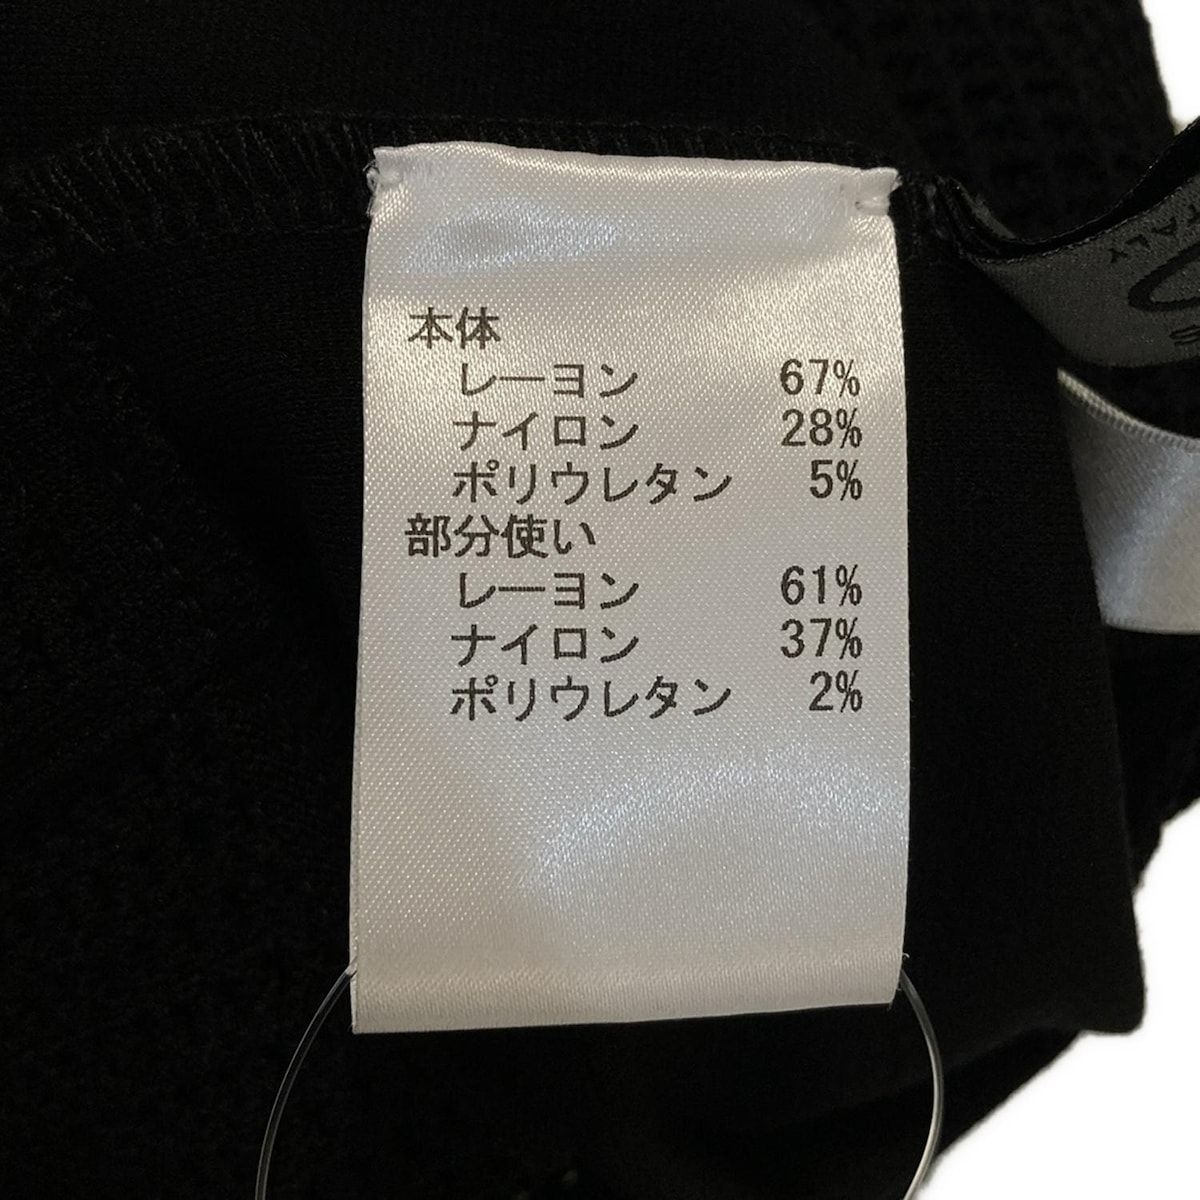 本体
レーヨン 67%
ナイロン 28%
ポリウレタン 5%
部分使い
レーヨン 61%
ナイロン 37%
ポリウレタン 2%